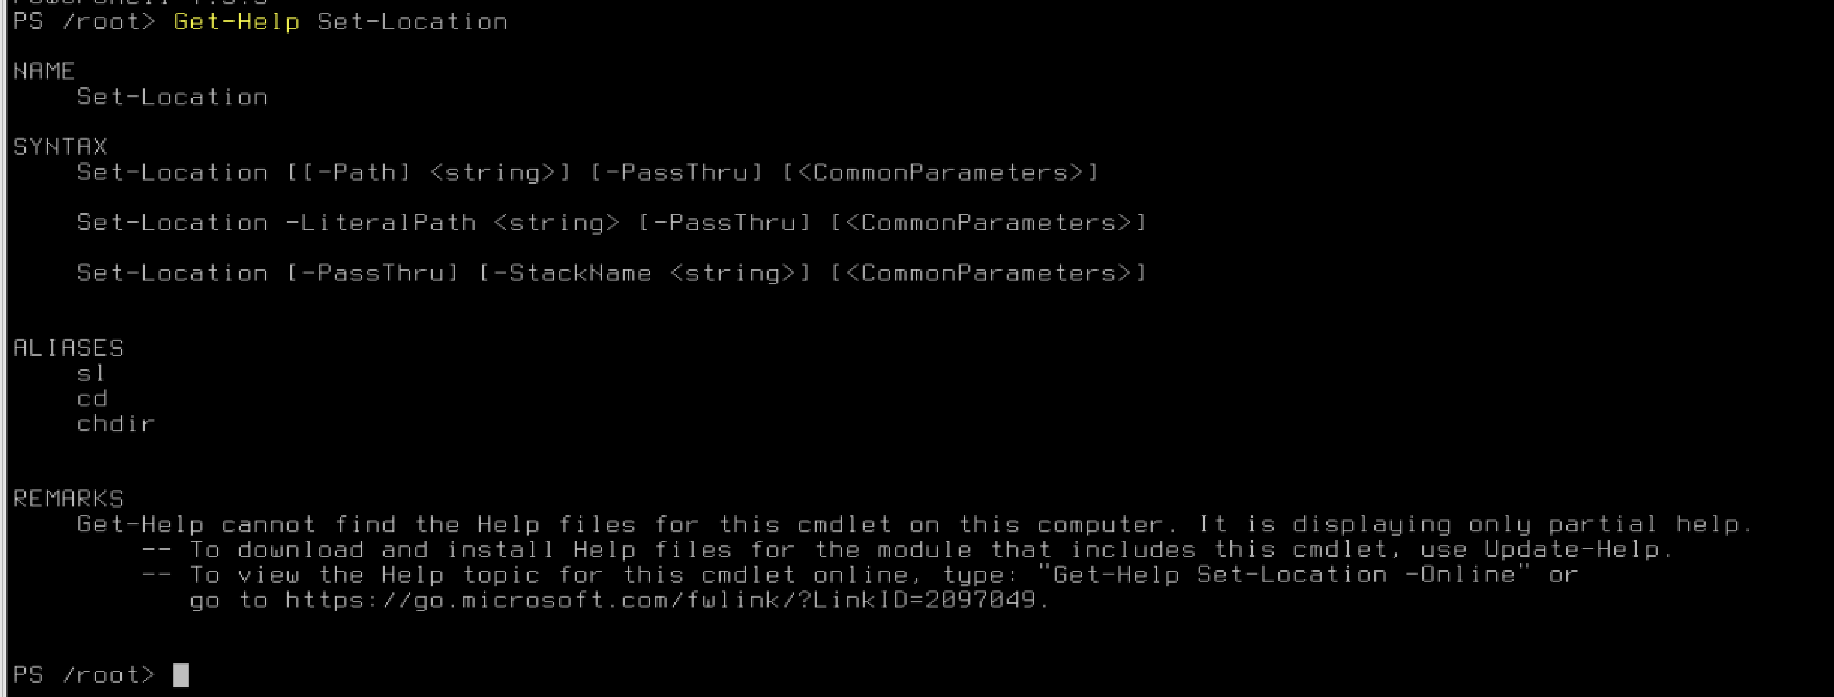 PS /root> Get-Help Set-Location
NAME
Set-Location
SYNTAX
Set-Location [[-Path] <string>] [-PassThru] [<CommonParameters>]
Set-Location -LiteralPath <string> [-PassThru] [<CommonParameters>]
Set-Location [-PassThru] [-StackName <string>] [<CommonParameters>]
ALIASES
sl
cd
chdir
REMARKS
Get-Help cannot find the Help files for this cmdlet on this computer. It is displaying only partial help.
-- To download and install Help files for the module that includes this cmdlet, use Update-Help.
-- To view the Help topic for this cmdlet online, type: "Get-Help Set-Location -Online" or
go to https://go.microsoft.com/fwlink/?LinkID=2097049.
PS /root>